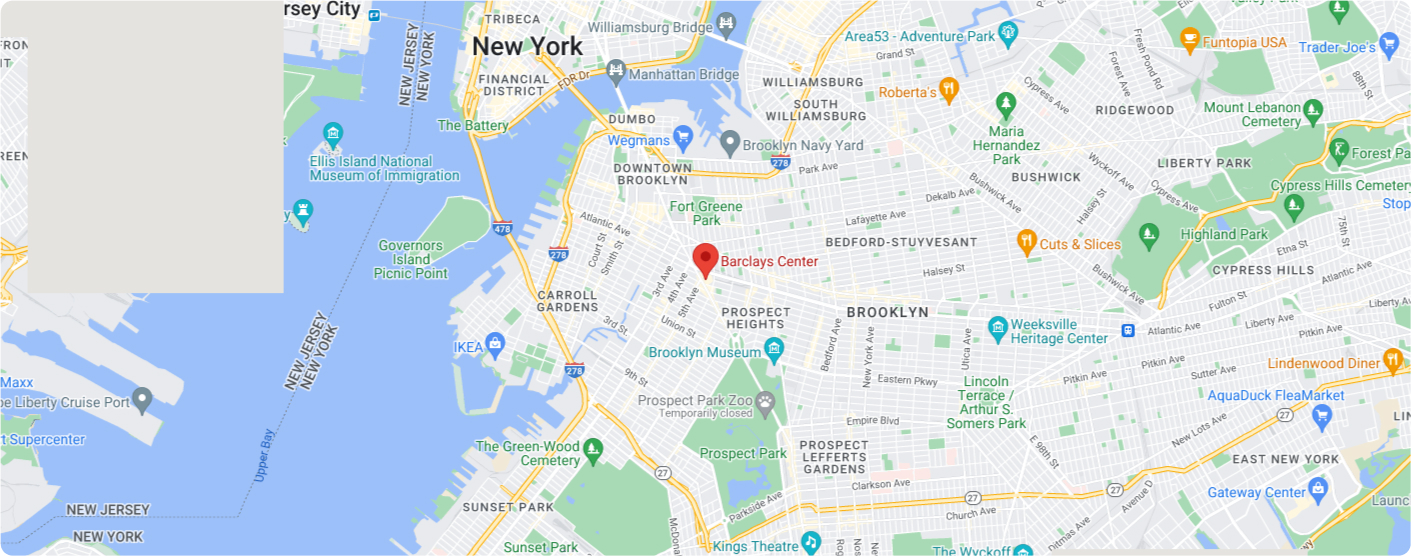 rsey City
TRIBECA
Williamsburg Bridge
Area53 - Adventure Park
Funtopia USA
Trader Joe's
NEW JERSEY
NEW YORK
New York
Grand St
Fresh Pond Rd
Forest Ave
88th St
FINANCIAL
DISTRICT
FDR Dr
Manhattan Bridge
WILLIAMSBURG
Roberta's
Cypress Ave
RIDGEWOOD
Mount Lebanon
Cemetery
SOUTH
WILLIAMSBURG
The Battery
DUMBO
Wegmans
Brooklyn Navy Yard
Maria
Hernandez
Park
Ellis Island National
Museum of Immigration
278
Park Ave
Wyckoff Ave
LIBERTY PARK
Forest Pa
DOWNTOWN
BROOKLYN
BUSHWICK
Bushwick Ave
Halsey St
Cypress Ave
Cypress Hills Cemetery
Stop
Dekalb Ave
Fort Greene
Park
Lafayette Ave
Atlantic Ave
478
Governors
Island
Picnic Point
278
Court St
Smith St
BEDFORD-STUYVESANT
Cuts & Slices
Highland Park
75th St
Etna St
Barclays Center
Halsey St
Bushwick Ave
CYPRESS HILLS
3rd Ave
4th Ave
5th Ave
CARROLL
GARDENS
Fulton St
Liberty Av
PROSPECT
HEIGHTS
BROOKLYN
3rd St
Union St
Weeksville
Heritage Center
Atlantic Ave
Liberty Ave
Pitkin Ave
NEW JERSEY
NEW YORK
IKEA
Brooklyn Museum
Bedford Ave
New York Ave
Utica Ave
Pitkin Ave
Lindenwood Diner
278
9th St
Eastern Pkwy
Pitkin Ave
Sutter Ave
Maxx
pe Liberty Cruise Port
Prospect Park Zoo
Temporarily closed
Lincoln
Terrace /
Arthur S.
Somers Park
AquaDuck FleaMarket
27
New Lots Ave
Empire Blvd
rt Supercenter
Upper Bay
The Green-Wood
Cemetery
Prospect Park
PROSPECT
LEFFERTS
GARDENS
E 98th St
EAST NEW YORK
27
Clarkson Ave
27
27
Avenue D
Gateway Center
SUNSET PARK
Parkside Ave
Church Ave
NEW JERSEY
NEW YORK
Ditmas Ave
Sunset Park
Kings Theatre
The Wyckoff